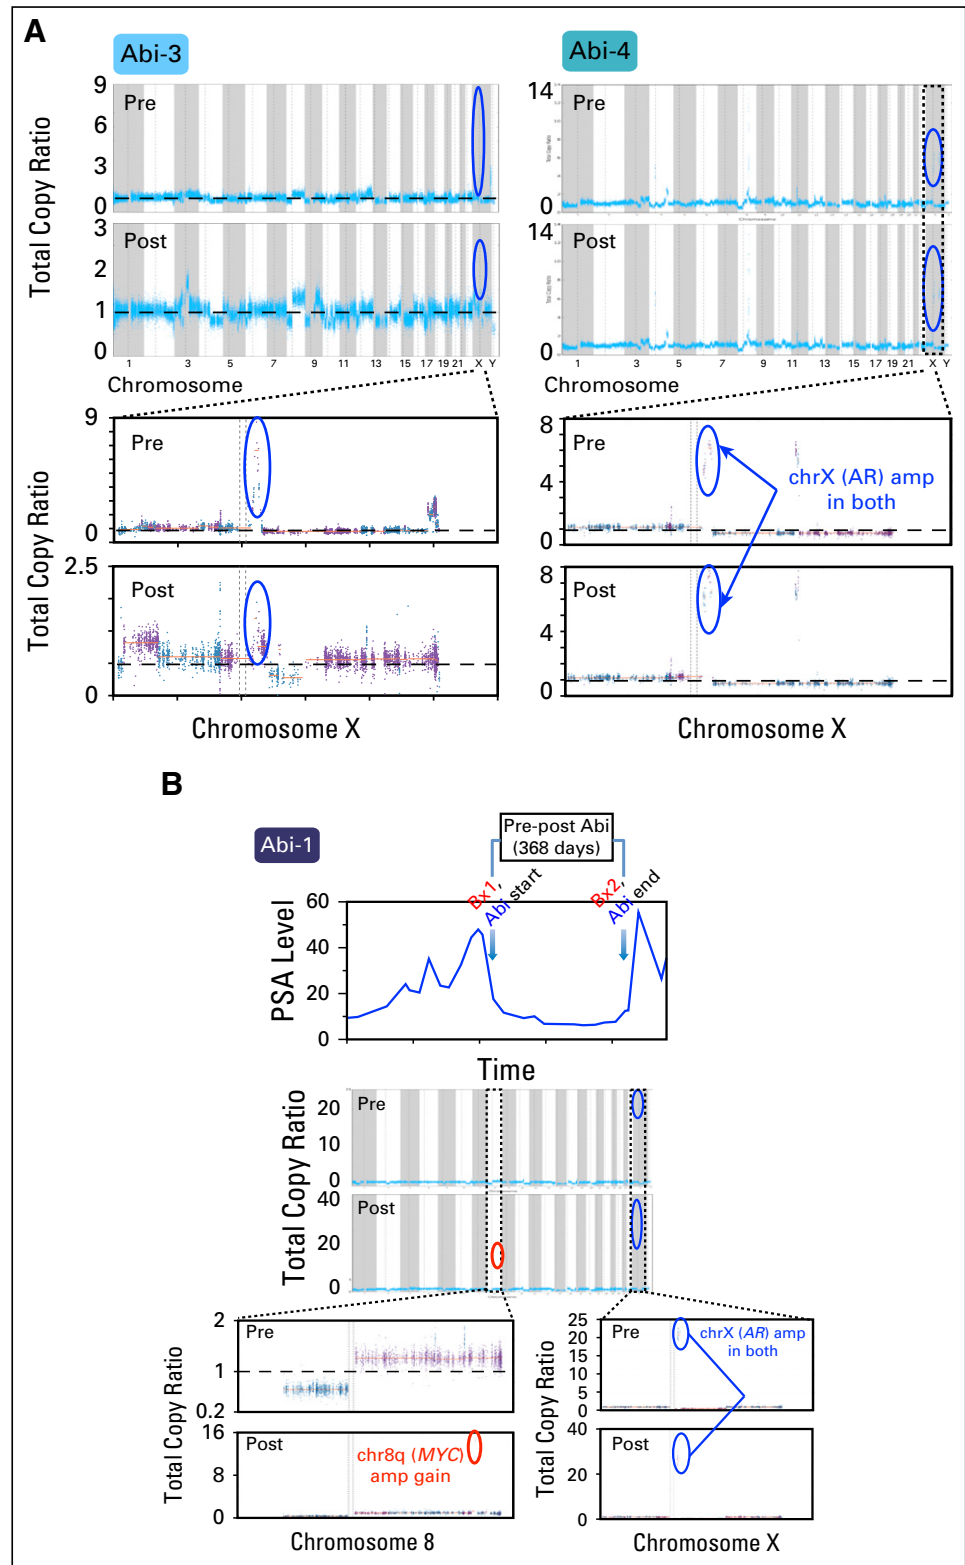 A
Abi-3
Abi-4
Total Copy Ratio
9
6
3
0
Pre
3
2
1
0
Post
1 3 5 7 9 11 13 15 17 19 21 X Y
Chromosome
14
0
Pre
Total Copy Ratio
Chromosome
14
0
Post
1 3 5 7 9 11 13 15 17 19 21 X Y
Total Copy Ratio
9
0
Pre
2.5
0
Post
Chromosome X
8
4
0
Pre
chrX (AR) amp
in both
8
4
0
Post
Chromosome X
B
Abi-1
Pre-post Abi
(368 days)
Bx1,
Abi start
Bx2,
Abi end
PSA Level
60
40
20
0
Time
Total Copy Ratio
20
10
0
Pre
40
20
0
Post
Total Copy Ratio
2
1
0.2
Pre
16
8
0
Post
chr8q (MYC)
amp gain
Chromosome 8
Total Copy Ratio
25
20
15
10
5
0
Pre
chrX (AR) amp
in both
40
20
0
Post
Chromosome X